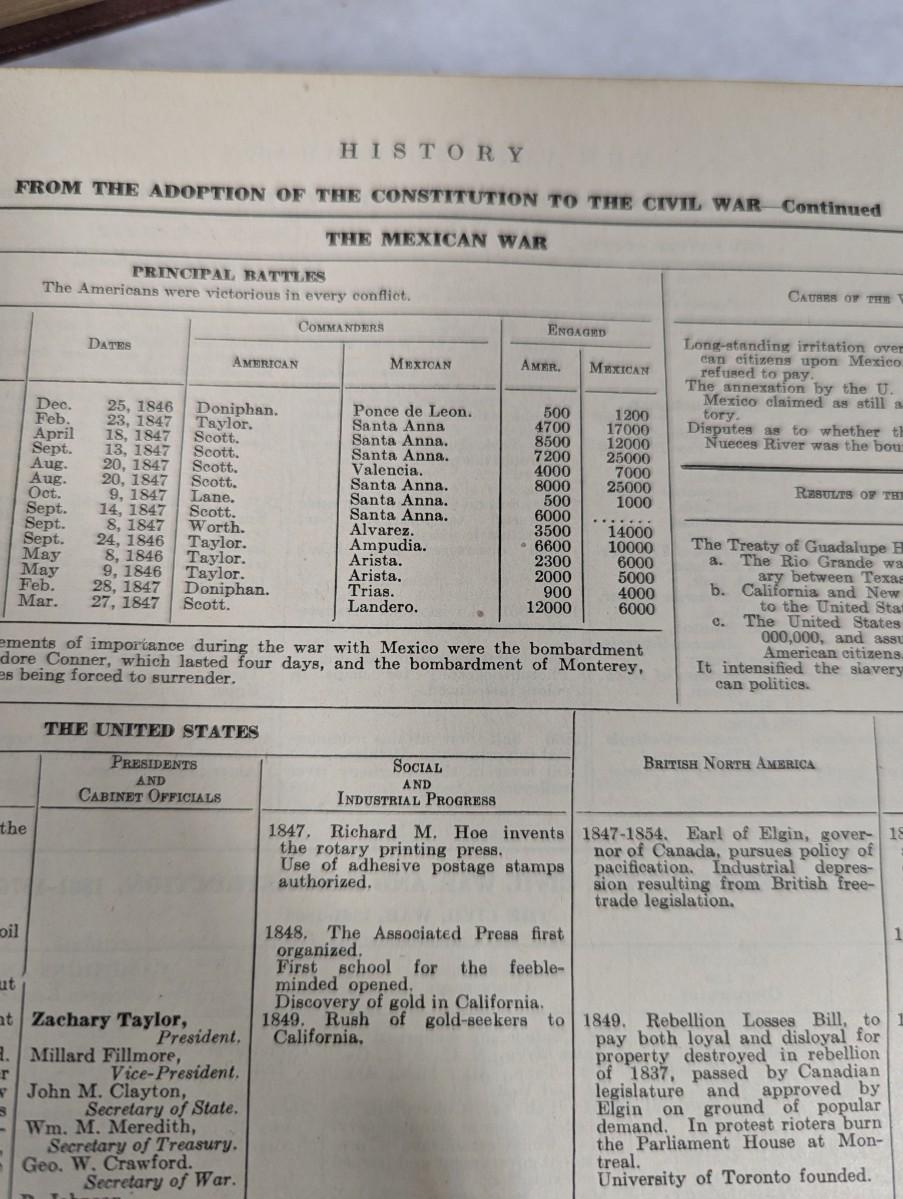 HISTORY
FROM THE ADOPTION OF THE CONSTITUTION TO THE CIVIL WAR—Continued
THE MEXICAN WAR
PRINCIPAL BATTLES
The Americans were victorious in every conflict.
DATES COMMANDERS ENGAGED
AMERICAN MEXICAN AMER. MEXICAN
Dec. 25, 1846 Doniphan. Ponce de Leon. 500 1200
Feb. 23, 1847 Taylor. Santa Anna 4700 17000
April 18, 1847 Scott. Santa Anna. 8500 12000
Sept. 13, 1847 Scott. Santa Anna. 7200 25000
Aug. 20, 1847 Scott. Valencia. 4000 7000
Aug. 20, 1847 Scott. Santa Anna. 8000 25000
Oct. 9, 1847 Lane. Santa Anna. 500 1000
Sept. 14, 1847 Scott. Santa Anna. 6000 .......
Sept. 8, 1847 Worth. Alvarez. 3500 14000
Sept. 24, 1846 Taylor. Ampudia. 6600 10000
May 8, 1846 Taylor. Arista. 2300 6000
May 9, 1846 Taylor. Arista. 2000 5000
Feb. 28, 1847 Doniphan. Trias. 900 4000
Mar. 27, 1847 Scott. Landero. 12000 6000
ements of importance during the war with Mexico were the bombardment
dore Conner, which lasted four days, and the bombardment of Monterey,
es being forced to surrender.
CAUSES OF THE
Long-standing irritation over
can citizens upon Mexico
refused to pay.
The annexation by the U.
Mexico claimed as still a
tory.
Disputes as to whether th
Nueces River was the bou
RESULTS OF THE
The Treaty of Guadalupe H
a. The Rio Grande wa
ary between Texas
b. California and New
to the United Sta
c. The United States
000,000, and assu
American citizens.
It intensified the slavery
can politics.
THE UNITED STATES
PRESIDENTS
AND
CABINET OFFICIALS
the
oil
ut
nt
Zachary Taylor,
President.
Millard Fillmore,
Vice-President.
John M. Clayton,
Secretary of State.
Wm. M. Meredith,
Secretary of Treasury.
Geo. W. Crawford.
Secretary of War.
SOCIAL
AND
INDUSTRIAL PROGRESS
1847. Richard M. Hoe invents
the rotary printing press.
Use of adhesive postage stamps
authorized.
1848. The Associated Press first
organized.
First school for the feeble-
minded opened.
Discovery of gold in California.
1849. Rush of gold-seekers to
California.
BRITISH NORTH AMERICA
1847-1854. Earl of Elgin, gover-
nor of Canada, pursues policy of
pacification. Industrial depres-
sion resulting from British free-
trade legislation.
1849. Rebellion Losses Bill, to
pay both loyal and disloyal for
property destroyed in rebellion
of 1837, passed by Canadian
legislature and approved by
Elgin on ground of popular
demand. In protest rioters burn
the Parliament House at Mon-
treal.
University of Toronto founded.